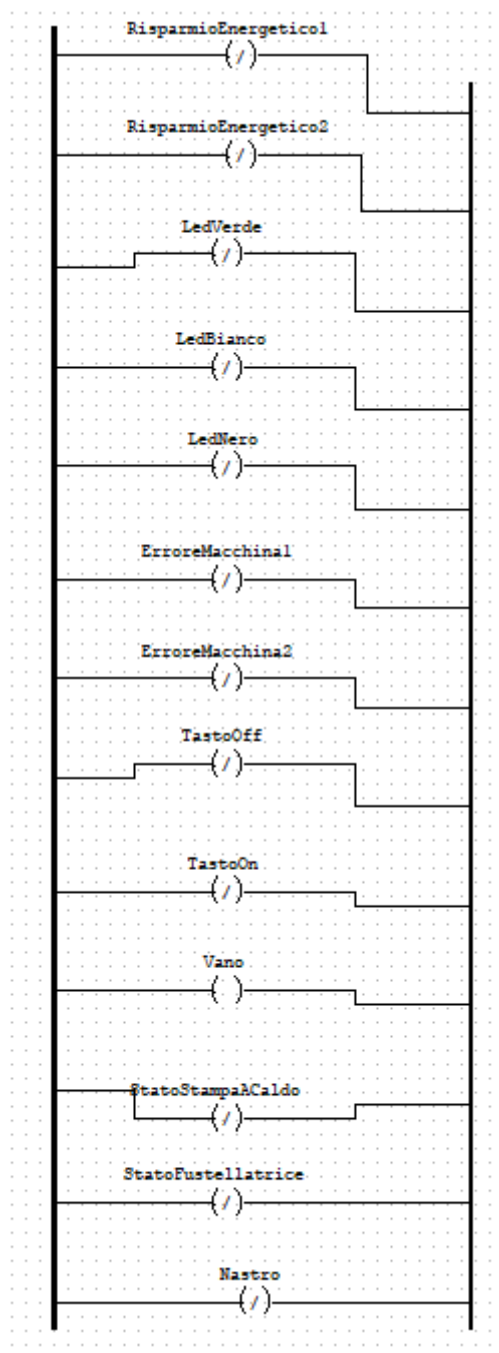 RisparmioEnergetico1
(/)
RisparmioEnergetico2
(/)
LedVerde
(/)
LedBianco
(/)
LedNero
(/)
ErroreMacchina1
(/)
ErroreMacchina2
(/)
TastoOff
(/)
TastoOn
(/)
Vano
( )
StatoStampaACaldo
(/)
StatoFustellatrice
(/)
Nastro
(/)